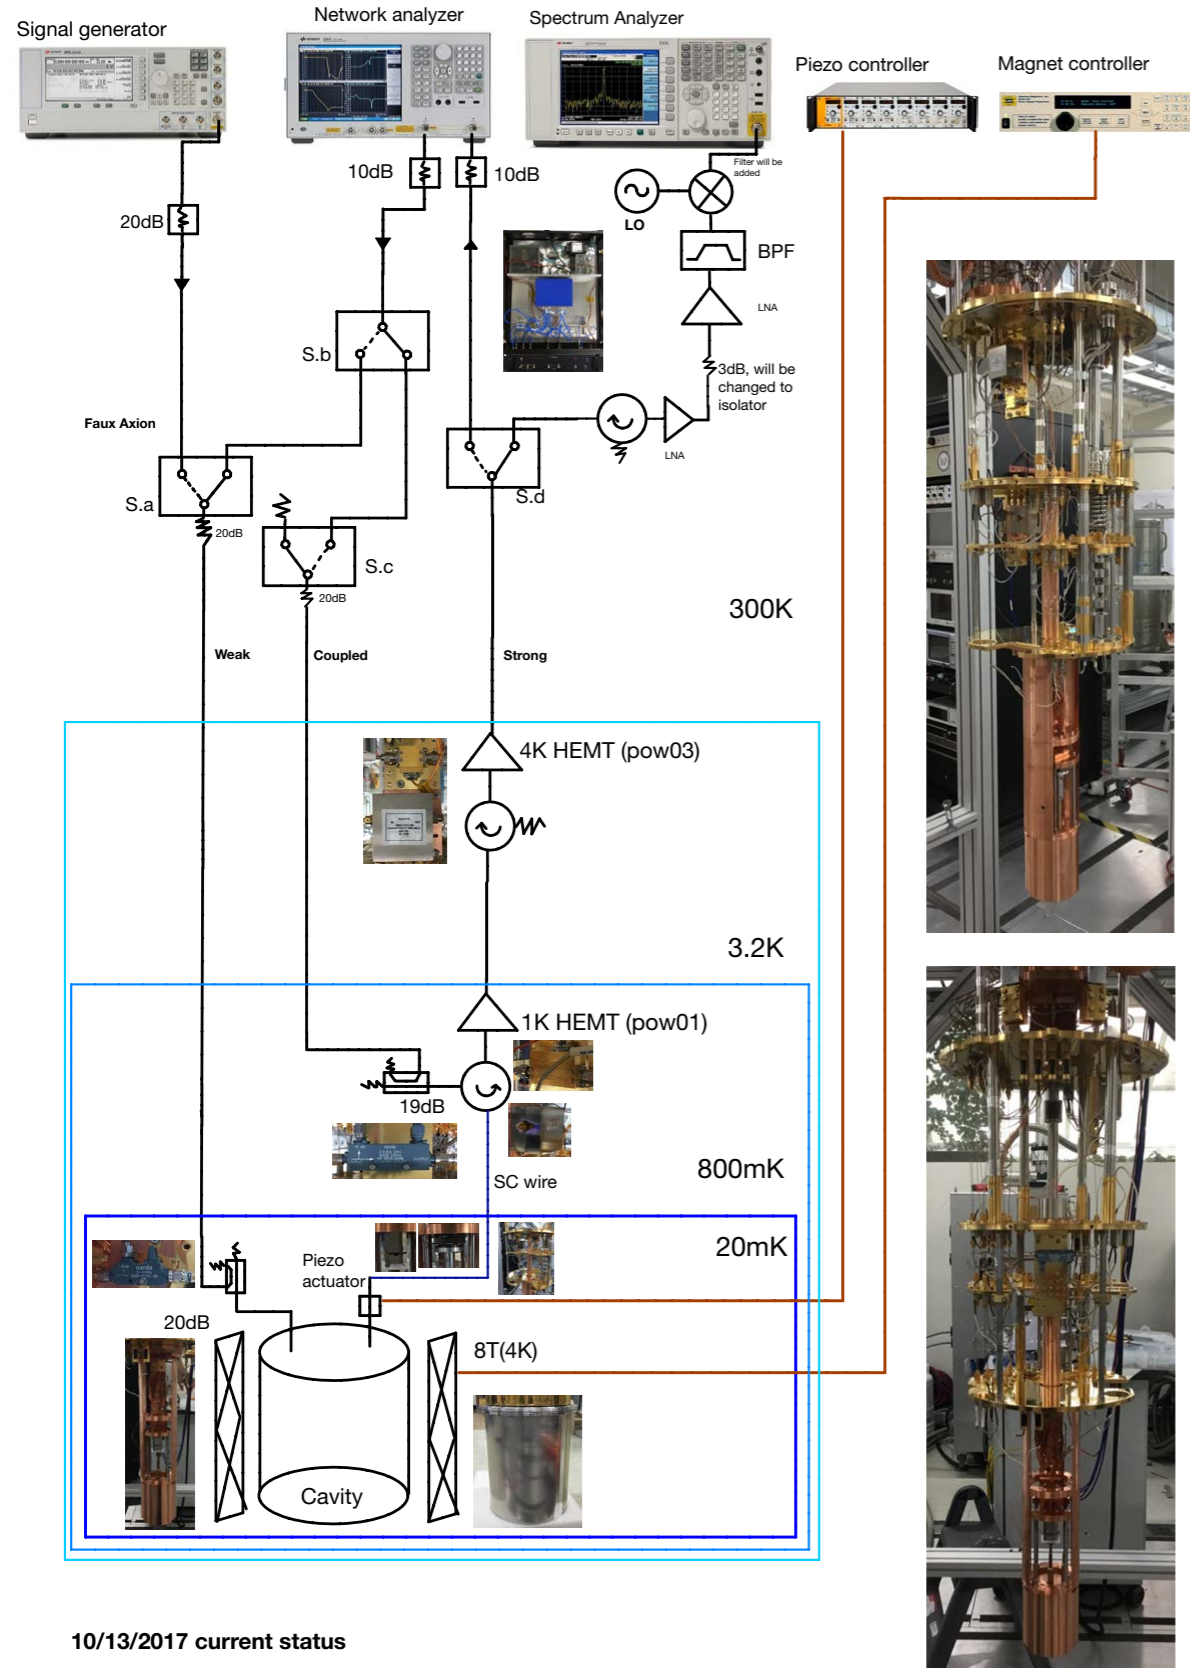 Signal generator
Network analyzer
Spectrum Analyzer
Piezo controller
Magnet controller
Filter will be
added
10dB
10dB
20dB
LO
BPF
LNA
S.b
3dB, will be
changed to
isolator
Faux Axion
LNA
S.a
S.d
20dB
S.c
20dB
300K
Weak
Coupled
Strong
4K HEMT (pow03)
3.2K
1K HEMT (pow01)
19dB
800mK
SC wire
20mK
Piezo
actuator
20dB
8T(4K)
Cavity
10/13/2017 current status